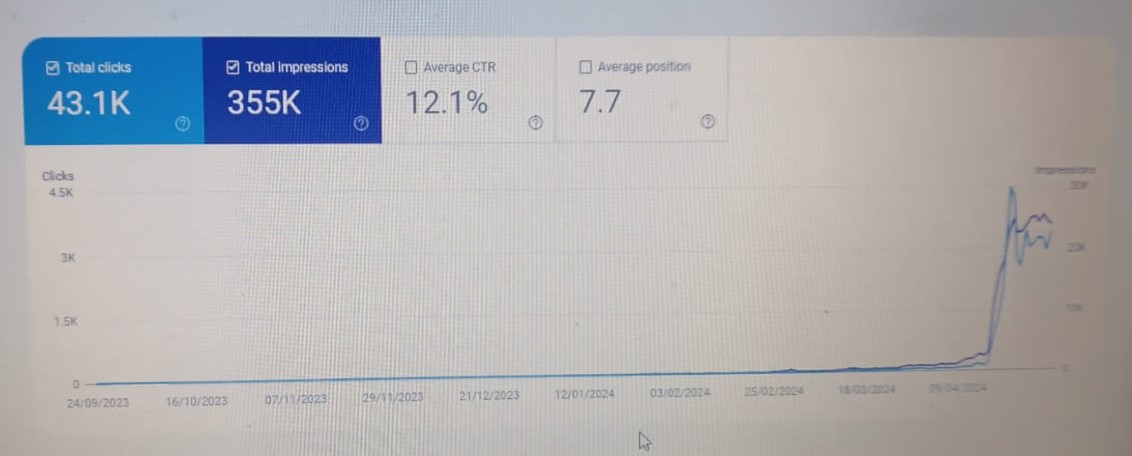 Total clicks
43.1K
Total impressions
355K
Average CTR
12.1%
Average position
7.7
Clicks
4.5K
3K
1.5K
0
Impressions
30K
20K
10K
0
24/09/2023 16/10/2023 07/11/2023 29/11/2023 21/12/2023 12/01/2024 03/02/2024 25/02/2024 18/03/2024 09/04/2024